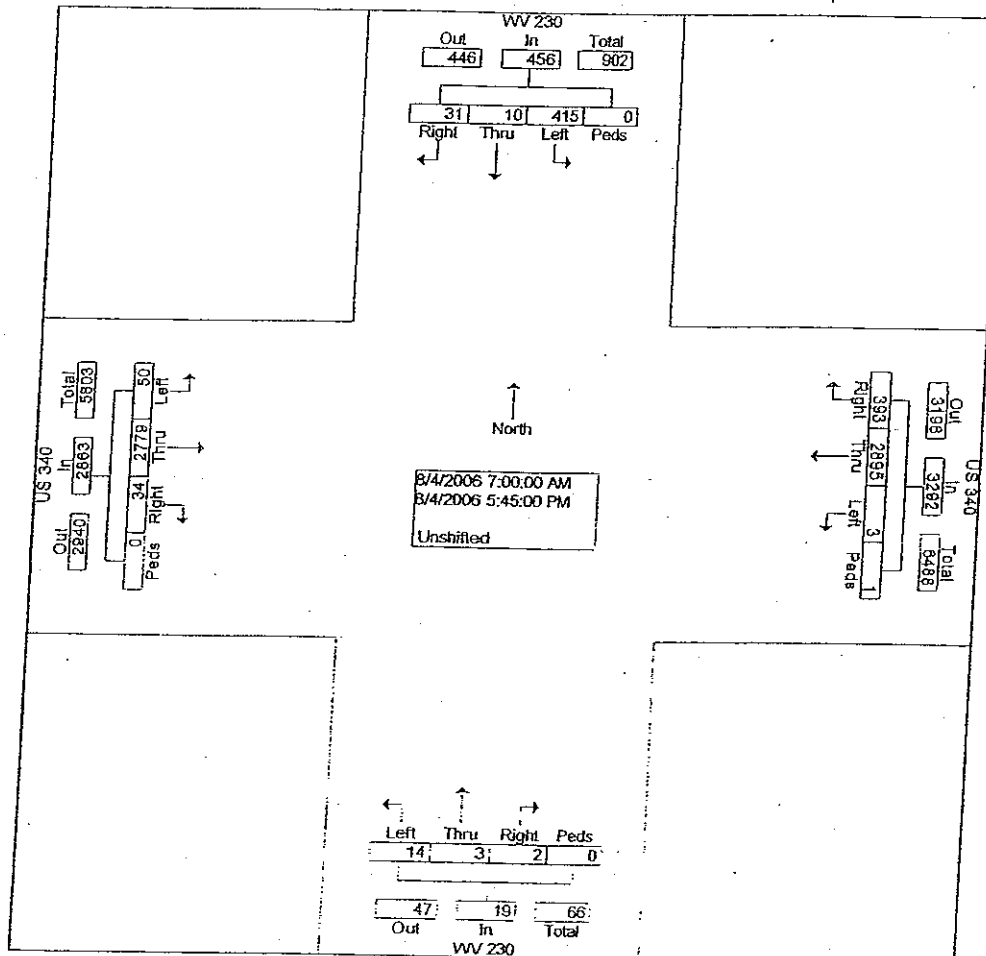 WV 230
Out In Total
446 456 902
31 10 415 0
Right Thru Left Peds
North
8/4/2006 7:00:00 AM
8/4/2006 5:45:00 PM
Unshifted
US 340
Total In Out
5803 2863 2940
50 2779 34 0
Left Thru Right Peds
US 340
Out In Total
3196 3292 6488
393 2895 3 1
Right Thru Left Peds
Left Thru Right Peds
14 3 2 0
47 19 66
Out In Total
WV 230